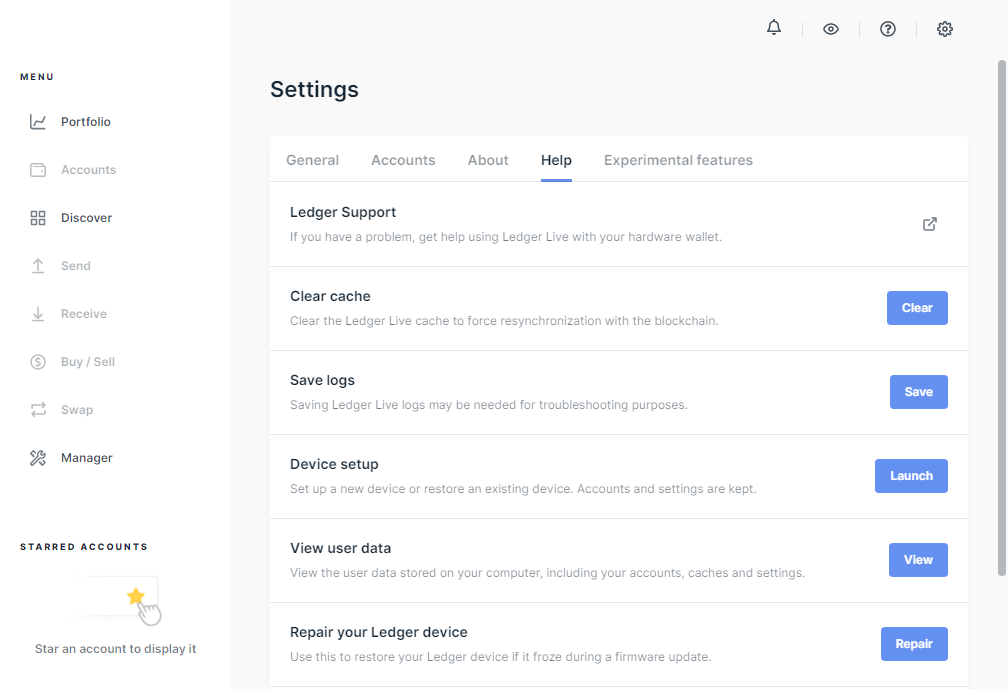 MENU
Portfolio
Accounts
Discover
Send
Receive
Buy / Sell
Swap
Manager
STARRED ACCOUNTS
Star an account to display it
Settings
General Accounts About Help Experimental features
Ledger Support
If you have a problem, get help using Ledger Live with your hardware wallet.
Clear cache
Clear the Ledger Live cache to force resynchronization with the blockchain.
Clear
Save logs
Saving Ledger Live logs may be needed for troubleshooting purposes.
Save
Device setup
Set up a new device or restore an existing device. Accounts and settings are kept.
Launch
View user data
View the user data stored on your computer, including your accounts, caches and settings.
View
Repair your Ledger device
Use this to restore your Ledger device if it froze during a firmware update.
Repair